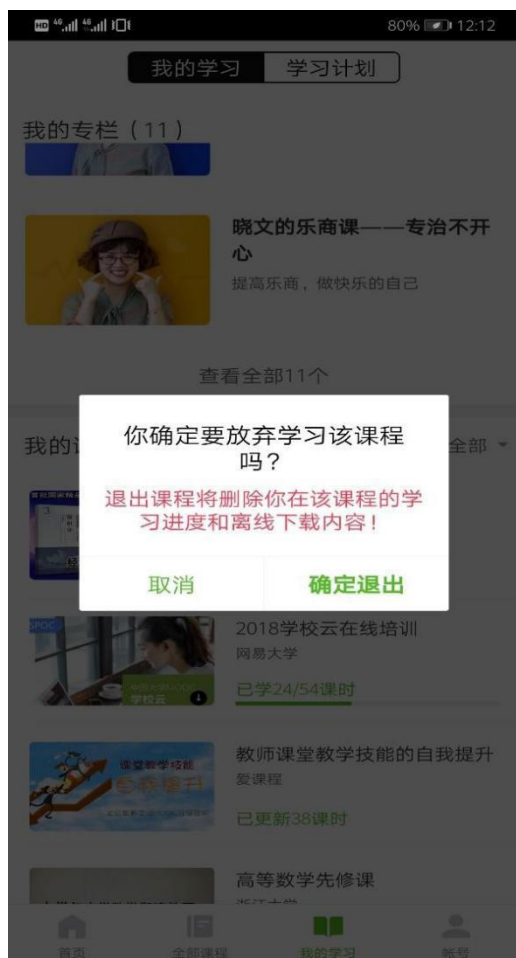 HD 46 46 80% 12:12
我的学习 学习计划
我的专栏（11）
晓文的乐商课——专治不开
心
提高乐商，做快乐的自己
查看全部11个
我的 全部
你确定要放弃学习该课程
吗？
退出课程将删除你在该课程的学
习进度和离线下载内容！
取消 确定退出
SPOC
学校云
2018学校云在线培训
网易大学
已学24/54课时
课堂教学技能
自我提升
教师课堂教学技能的自我提升
爱课程
已更新38课时
高等数学先修课
浙江大学
首页 全部课程 我的学习 帐号